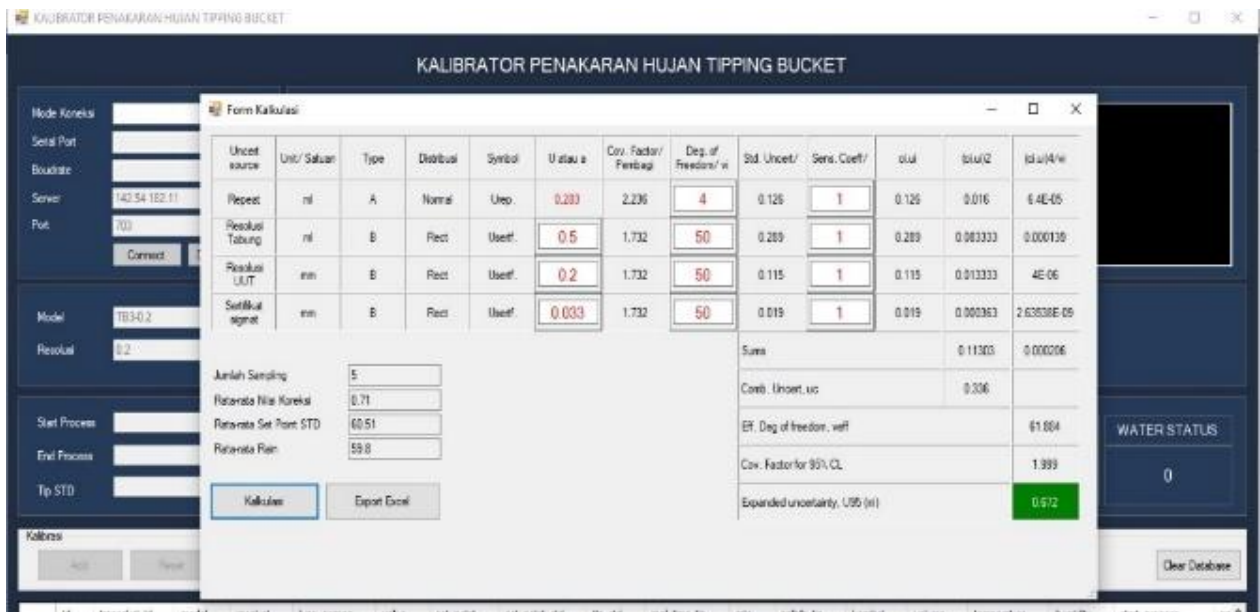 KALIBRATOR PENAKARAN HUJAN TIPPING BUCKET
KALIBRATOR PENAKARAN HUJAN TIPPING BUCKET
Mode Koneksi
Serial Port
Boudrate
Server 142.54.182.11
Port 703
Connect
Model TB3-0.2
Resolusi 0.2
Start Process
End Process
Tip STD
Kalibrasi
Add Reset
Form Kalkulasi
Uncert source Unit/ Satuan Type Distribusi Symbol U atau a Cov. Factor/ Pembagi Deg. of Freedom/ vi Std. Uncert/ Sens. Coeff/ ci.ui (ci.ui)2 (ci.ui)4/vi
Repeat ml A Normal Urep. 0.283 2.236 4 0.126 1 0.126 0.016 6.4E-05
Resolusi Tabung ml B Rect Usertf. 0.5 1.732 50 0.289 1 0.289 0.083333 0.000139
Resolusi UUT mm B Rect Usertf. 0.2 1.732 50 0.115 1 0.115 0.013333 4E-06
Sertifikat sigmat mm B Rect Usertf. 0.033 1.732 50 0.019 1 0.019 0.000363 2.63538E-09
Sums 0.11303 0.000206
Comb. Uncert, uc 0.336
Eff. Deg of freedom, veff 61.884
Cov. Factor for 95% CL 1.999
Expanded uncertainty, U95 0.672
Jumlah Sampling 5
Rata-rata Nilai Koreksi 0.71
Rata-rata Set Point STD 60.51
Rata-rata Rain 59.8
Kalkulasi Export Excel
WATER STATUS
0
Clear Database